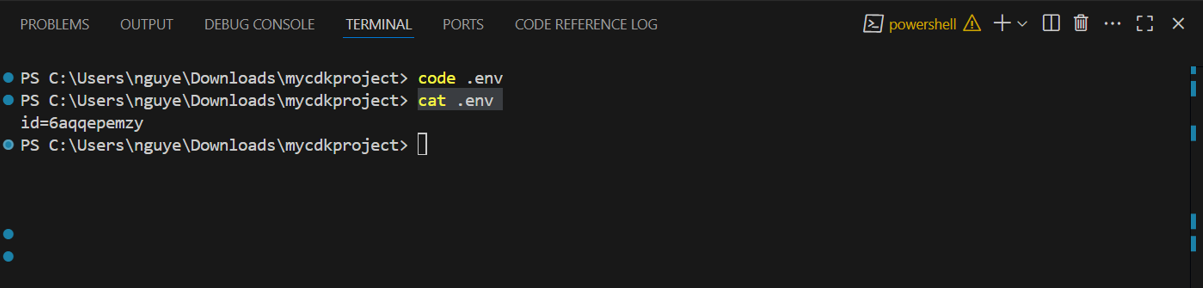 PROBLEMS OUTPUT DEBUG CONSOLE TERMINAL PORTS CODE REFERENCE LOG powershell
PS C:\Users\nguye\Downloads\mycdkproject> code .env
PS C:\Users\nguye\Downloads\mycdkproject> cat .env
id=6aqqepemzy
PS C:\Users\nguye\Downloads\mycdkproject>